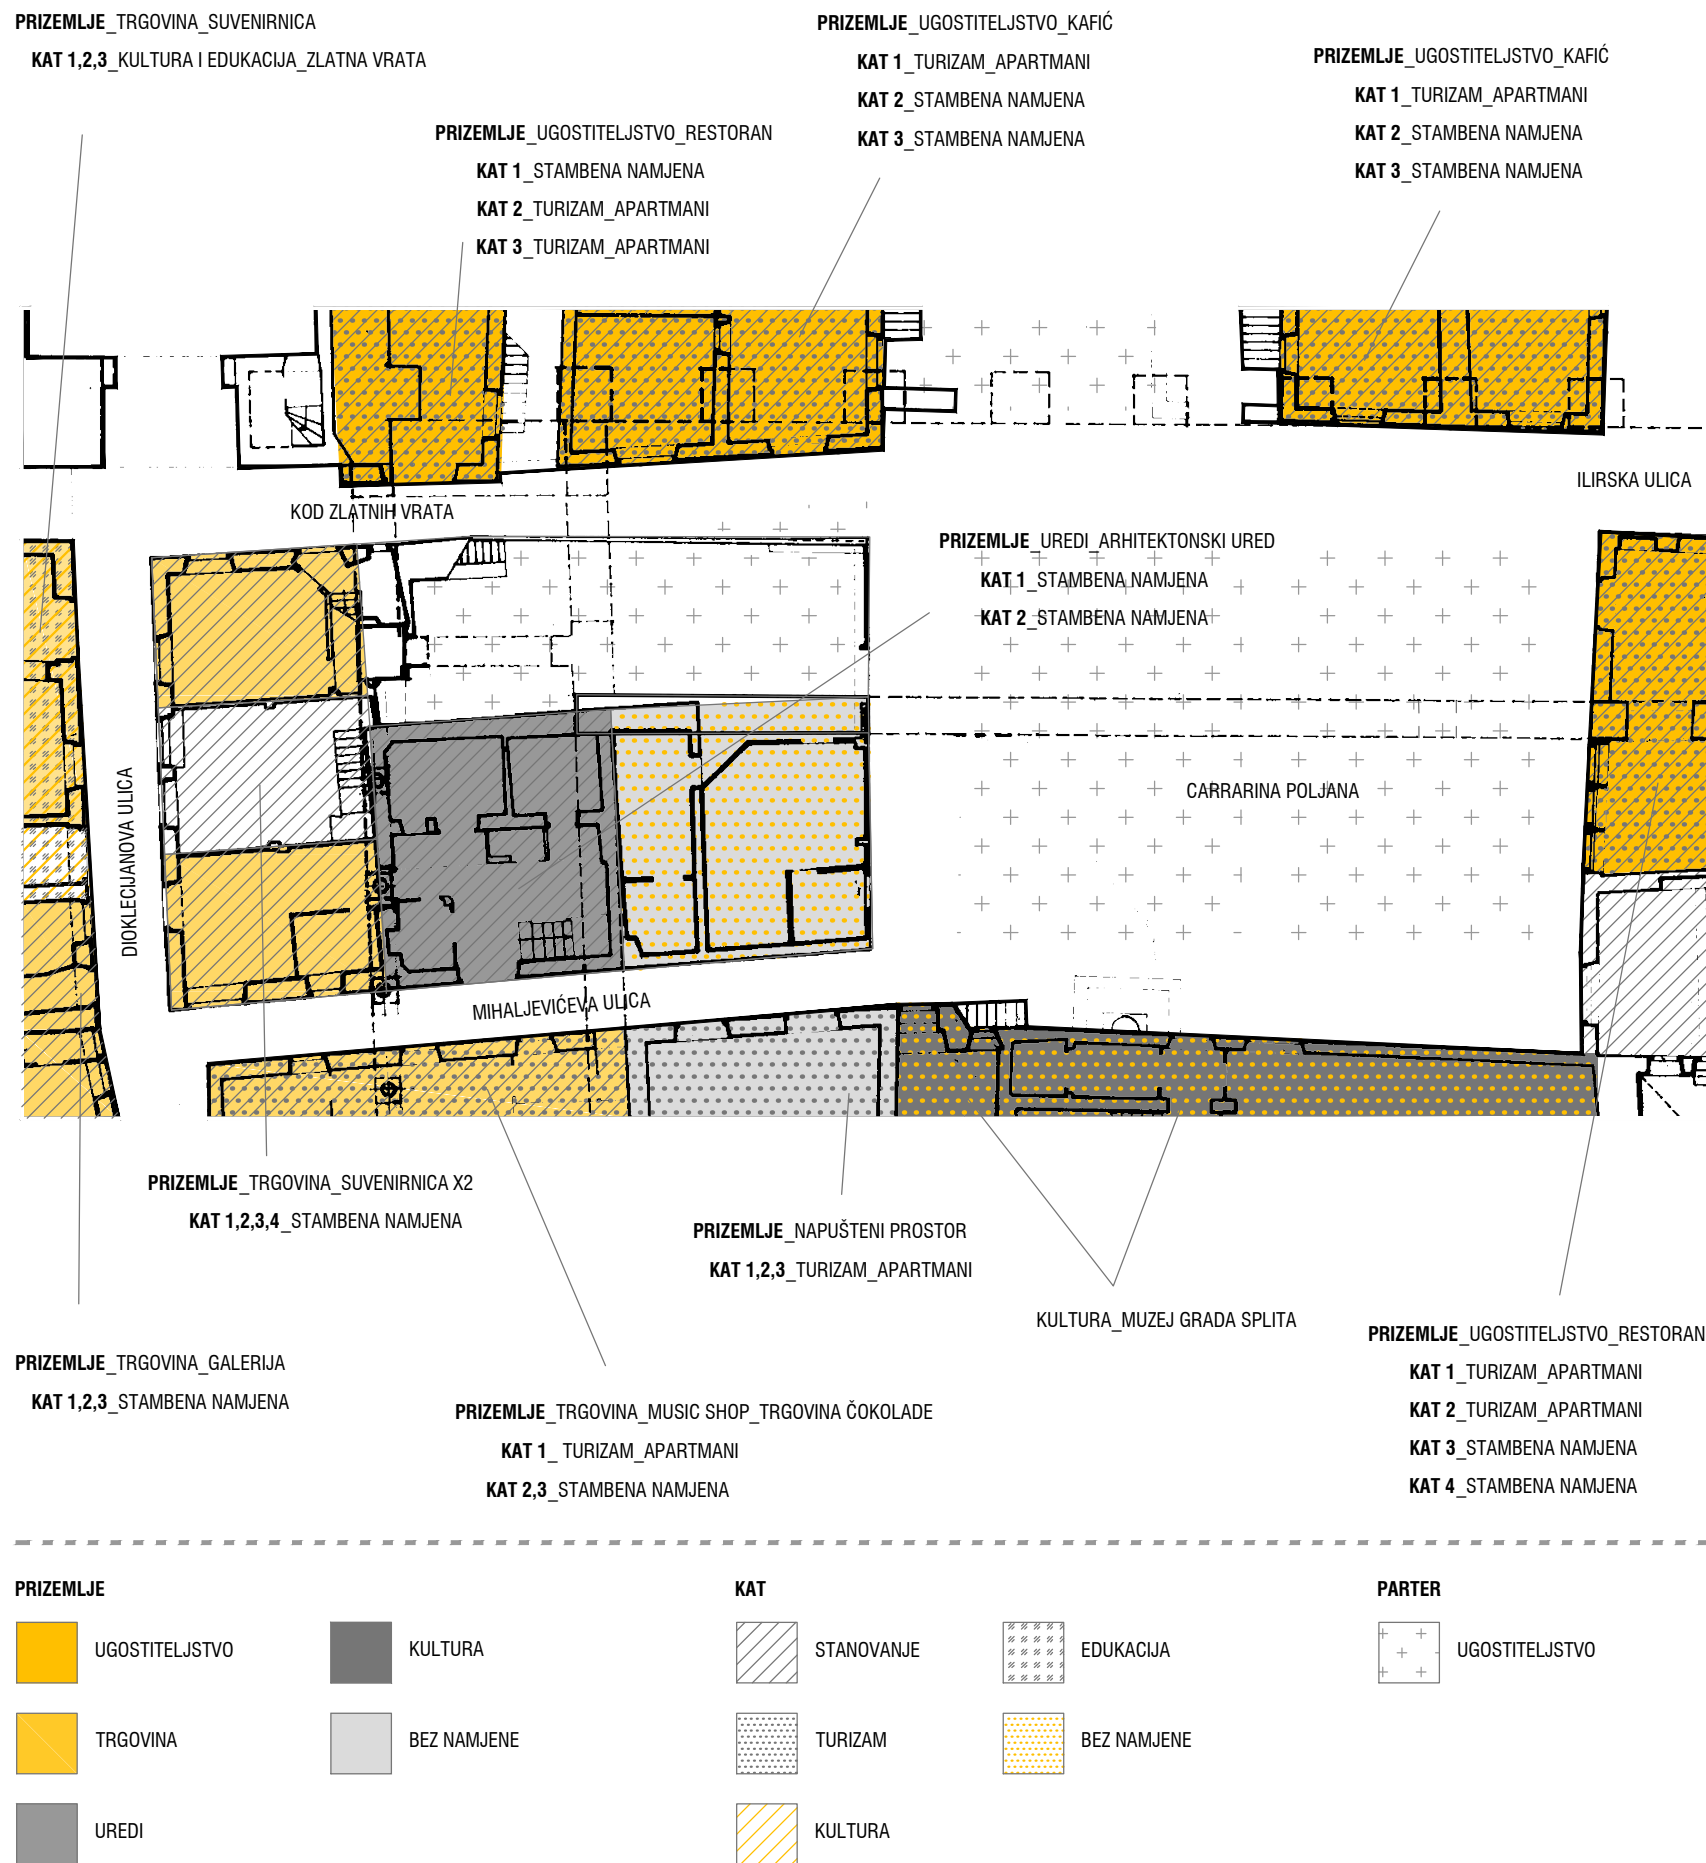 PRIZEMLJE_TRGOVINA_SUVENIRNICA
KAT 1,2,3_KULTURA I EDUKACIJA_ZLATNA VRATA
PRIZEMLJE_UGOSTITELJSTVO_RESTORAN
KAT 1_STAMBENA NAMJENA
KAT 2_TURIZAM_APARTMANI
KAT 3_TURIZAM_APARTMANI
PRIZEMLJE_UGOSTITELJSTVO_KAFIĆ
KAT 1_TURIZAM_APARTMANI
KAT 2_STAMBENA NAMJENA
KAT 3_STAMBENA NAMJENA
PRIZEMLJE_UGOSTITELJSTVO_KAFIĆ
KAT 1_TURIZAM_APARTMANI
KAT 2_STAMBENA NAMJENA
KAT 3_STAMBENA NAMJENA
ILIRSKA ULICA
KOD ZLATNIH VRATA
PRIZEMLJE_UREDI_ARHITEKTONSKI URED
KAT 1_STAMBENA NAMJENA
KAT 2_STAMBENA NAMJENA
DIOKLECIJANOVA ULICA
CARRARINA POLJANA
MIHALJEVIĆEVA ULICA
PRIZEMLJE_TRGOVINA_SUVENIRNICA X2
KAT 1,2,3,4_STAMBENA NAMJENA
PRIZEMLJE_NAPUŠTENI PROSTOR
KAT 1,2,3_TURIZAM_APARTMANI
KULTURA_MUZEJ GRADA SPLITA
PRIZEMLJE_UGOSTITELJSTVO_RESTORAN
KAT 1_TURIZAM_APARTMANI
KAT 2_TURIZAM_APARTMANI
KAT 3_STAMBENA NAMJENA
KAT 4_STAMBENA NAMJENA
PRIZEMLJE_TRGOVINA_GALERIJA
KAT 1,2,3_STAMBENA NAMJENA
PRIZEMLJE_TRGOVINA_MUSIC SHOP_TRGOVINA ČOKOLADE
KAT 1_ TURIZAM_APARTMANI
KAT 2,3_STAMBENA NAMJENA
PRIZEMLJE
UGOSTITELJSTVO
TRGOVINA
UREDI
KULTURA
BEZ NAMJENE
KAT
STANOVANJE
TURIZAM
KULTURA
EDUKACIJA
BEZ NAMJENE
PARTER
UGOSTITELJSTVO